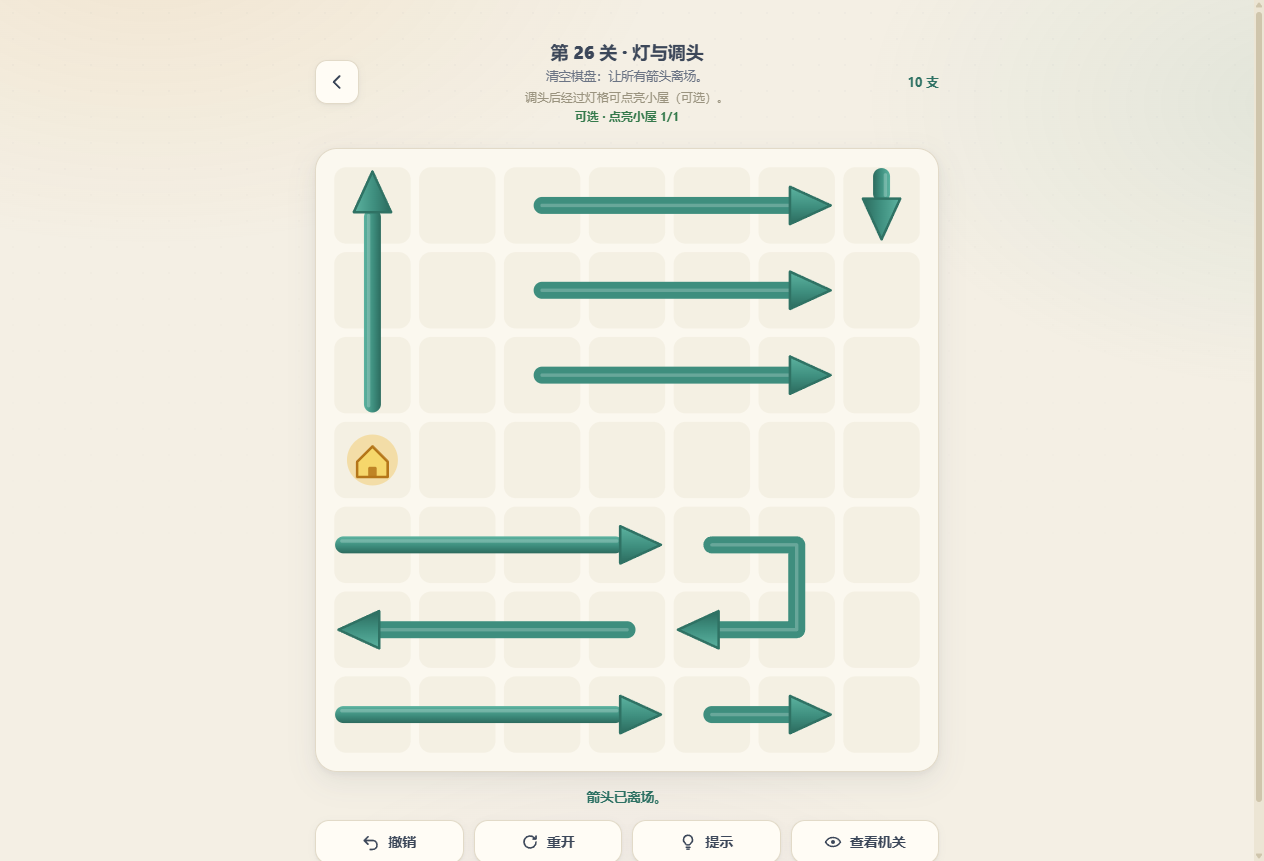 第 26 关 · 灯与调头
清空棋盘：让所有箭头离场。
调头后经过灯格可点亮小屋（可选）。
可选 · 点亮小屋 1/1
10 支
箭头已离场。
撤销
重开
提示
查看机关